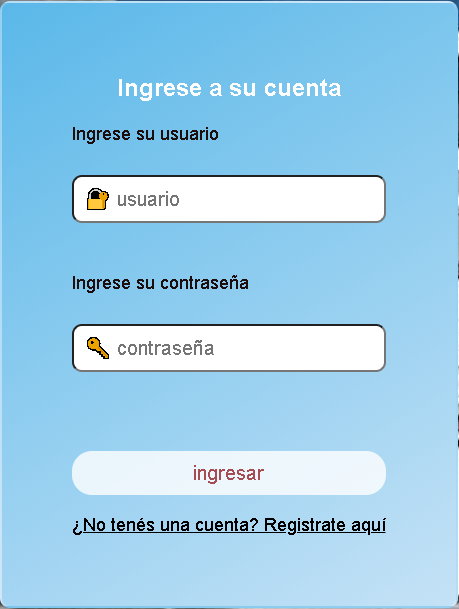 Ingrese a su cuenta
Ingrese su usuario
🔐 usuario
Ingrese su contraseña
🔑 contraseña
ingresar
¿No tenés una cuenta? Registrate aquí